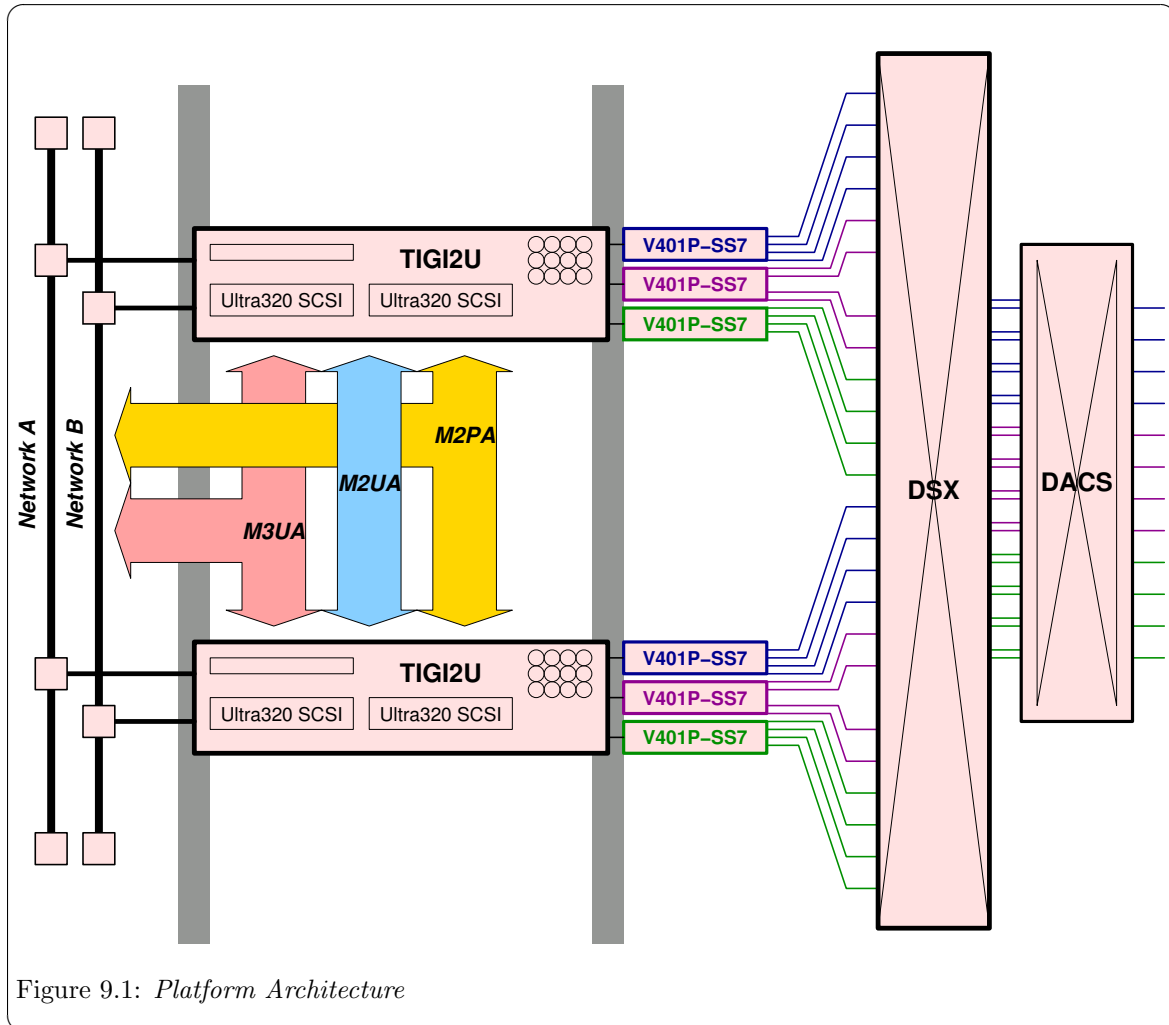 TIGI2U
Ultra320 SCSI
Ultra320 SCSI
V401P−SS7
V401P−SS7
V401P−SS7
Network A
Network B
M2PA
M2UA
M3UA
DSX
DACS
TIGI2U
Ultra320 SCSI
Ultra320 SCSI
V401P−SS7
V401P−SS7
V401P−SS7
Figure 9.1: Platform Architecture